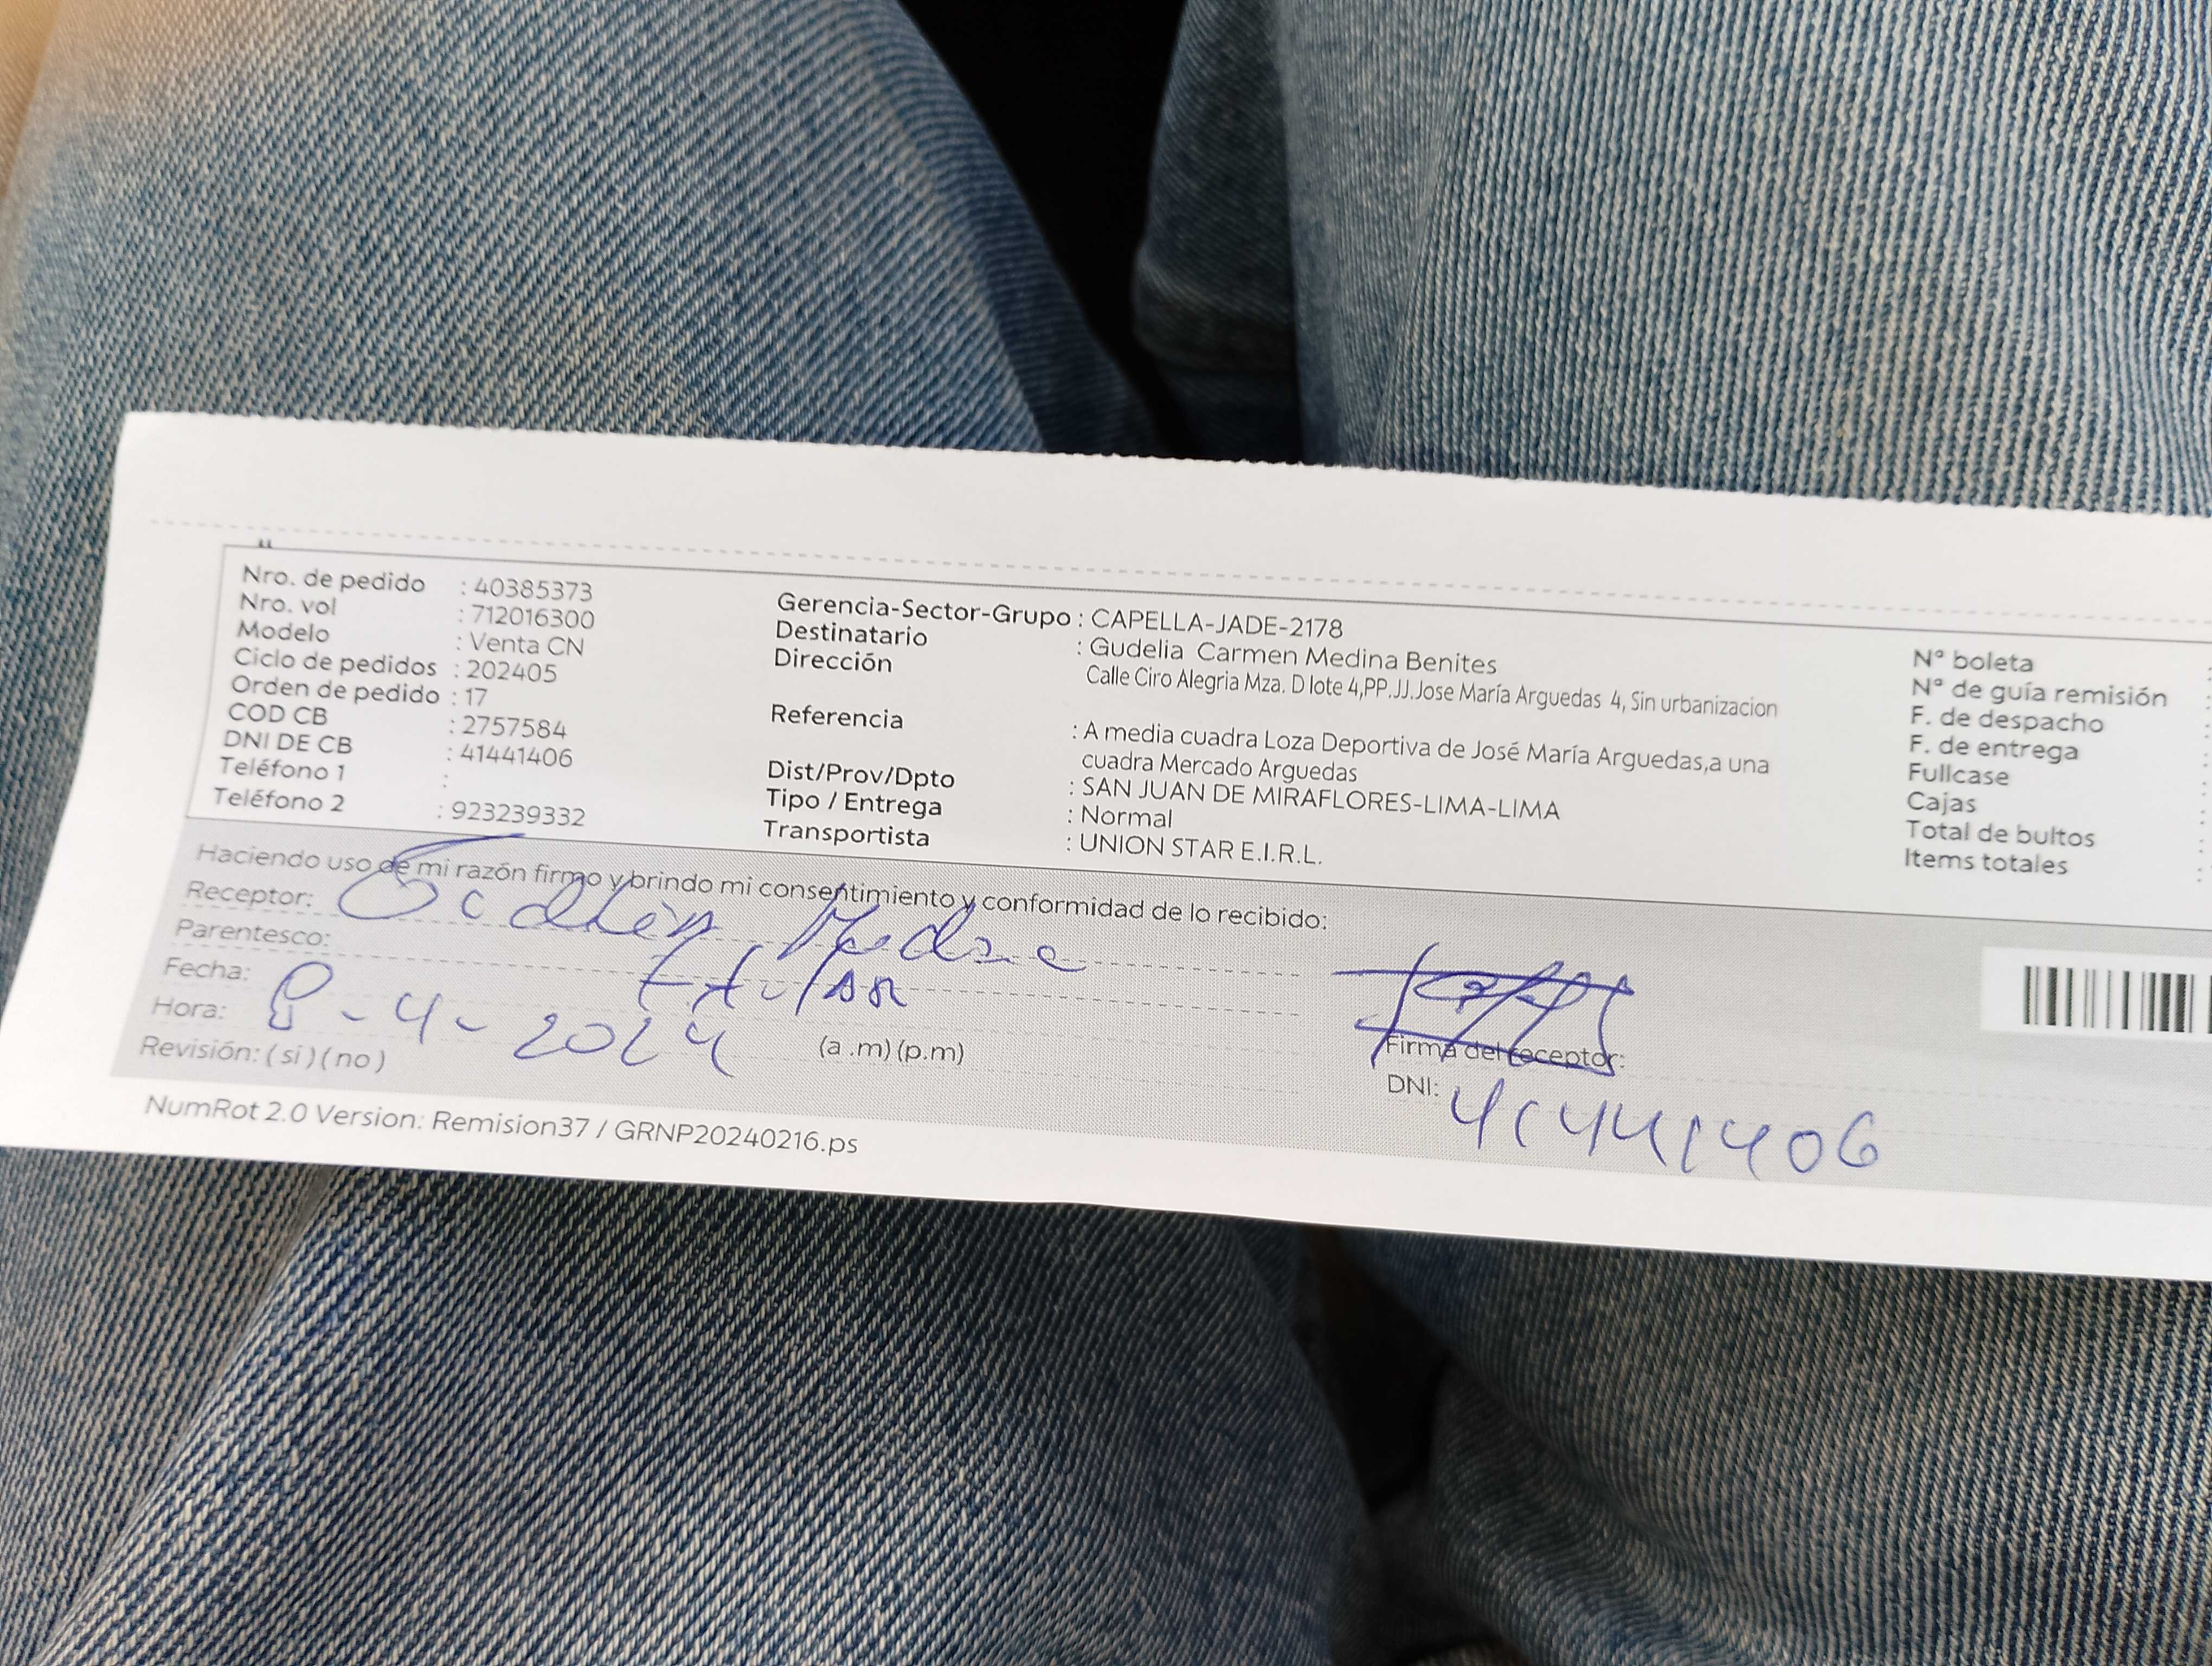 Nro. de pedido : 40385373
Nro. vol : 712016300
Modelo : Venta CN
Ciclo de pedidos : 202405
Orden de pedido : 17
COD CB : 2757584
DNI DE CB : 41441406
Teléfono 1 :
Teléfono 2 : 923239332
Gerencia-Sector-Grupo : CAPELLA-JADE-2178
Destinatario : Gudelia Carmen Medina Benites
Dirección Calle Ciro Alegria Mza. D lote 4,PP.JJ.Jose María Arguedas 4, Sin urbanizacion
Referencia : A media cuadra Loza Deportiva de José María Arguedas,a una
cuadra Mercado Arguedas
Dist/Prov/Dpto : SAN JUAN DE MIRAFLORES-LIMA-LIMA
Tipo / Entrega : Normal
Transportista : UNION STAR E.I.R.L.
N° boleta :
N° de guía remisión :
F. de despacho :
F. de entrega :
Fullcase :
Cajas :
Total de bultos :
Items totales :
Haciendo uso de mi razón firmo y brindo mi consentimiento y conformidad de lo recibido:
Receptor:
Parentesco:
Fecha: 8-4-2024
Hora: (a .m) (p.m)
Revisión: ( si ) ( no )
Firma del receptor:
DNI: 41441406
NumRot 2.0 Version: Remision37 / GRNP20240216.ps